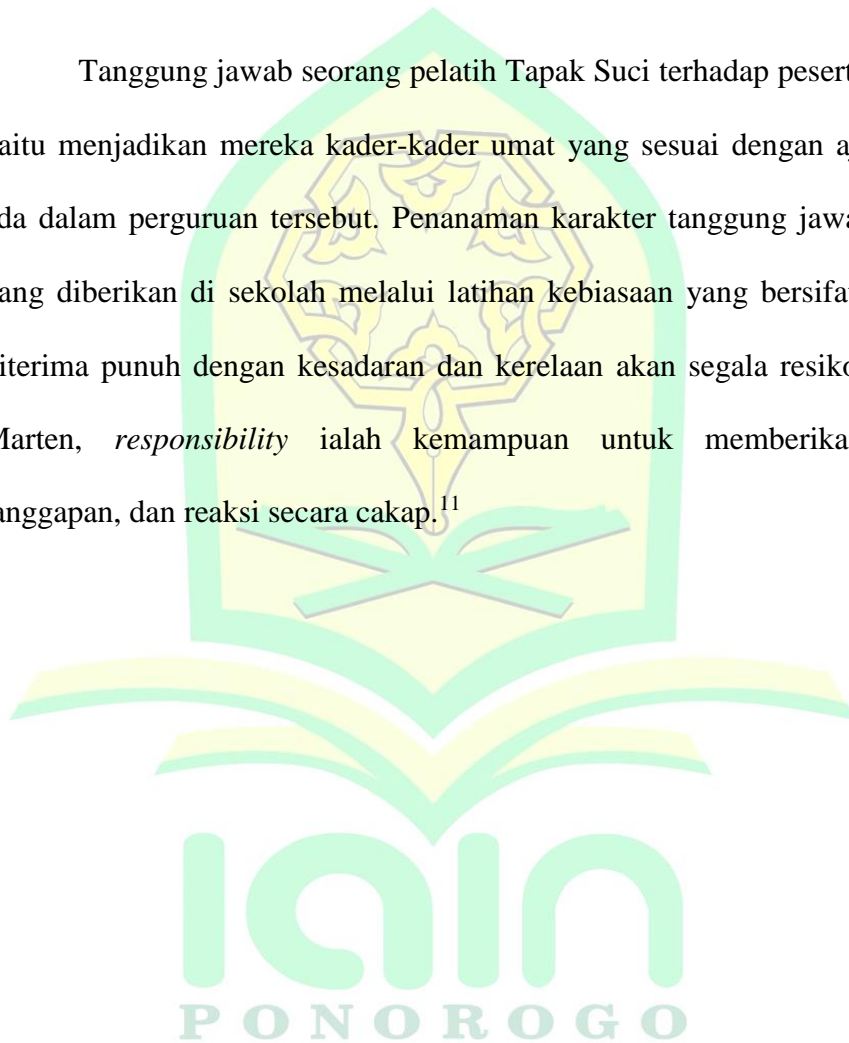 Tanggung jawab seorang pelatih Tapak Suci terhadap pesert
aitu menjadikan mereka kader-kader umat yang sesuai dengan aj
da dalam perguruan tersebut. Penanaman karakter tanggung jawa
ang diberikan di sekolah melalui latihan kebiasaan yang bersifa
iterima punuh dengan kesadaran dan kerelaan akan segala resiko
Marten, responsibility ialah kemampuan untuk memberika
anggapan, dan reaksi secara cakap.11
iain
PONOROGO